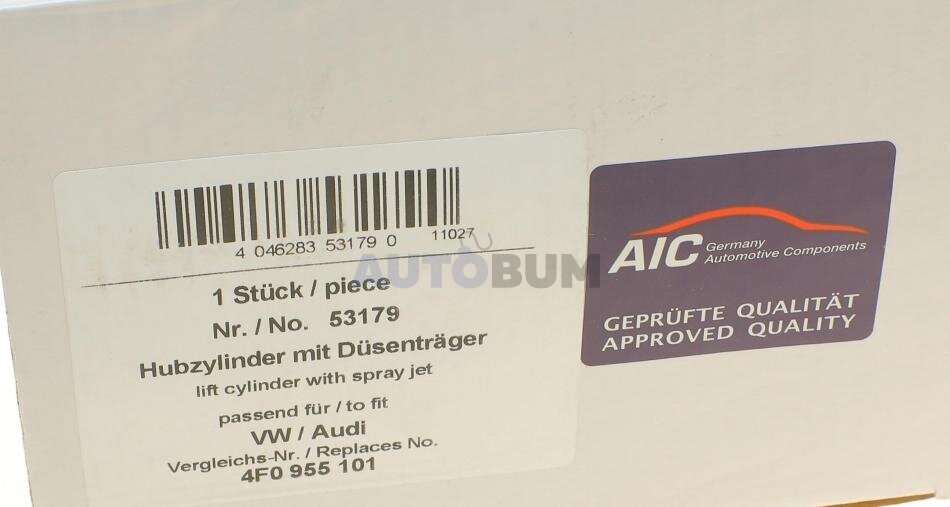 4 046283 531790 11027
1 Stück / piece
Nr. / No. 53179
Hubzylinder mit Düsenträger
lift cylinder with spray jet
passend für / to fit
VW / Audi
Vergleichs-Nr. / Replaces No.
4F0 955 101
AUTOBUM
AIC Germany
Automotive Components
GEPRÜFTE QUALITÄT
APPROVED QUALITY